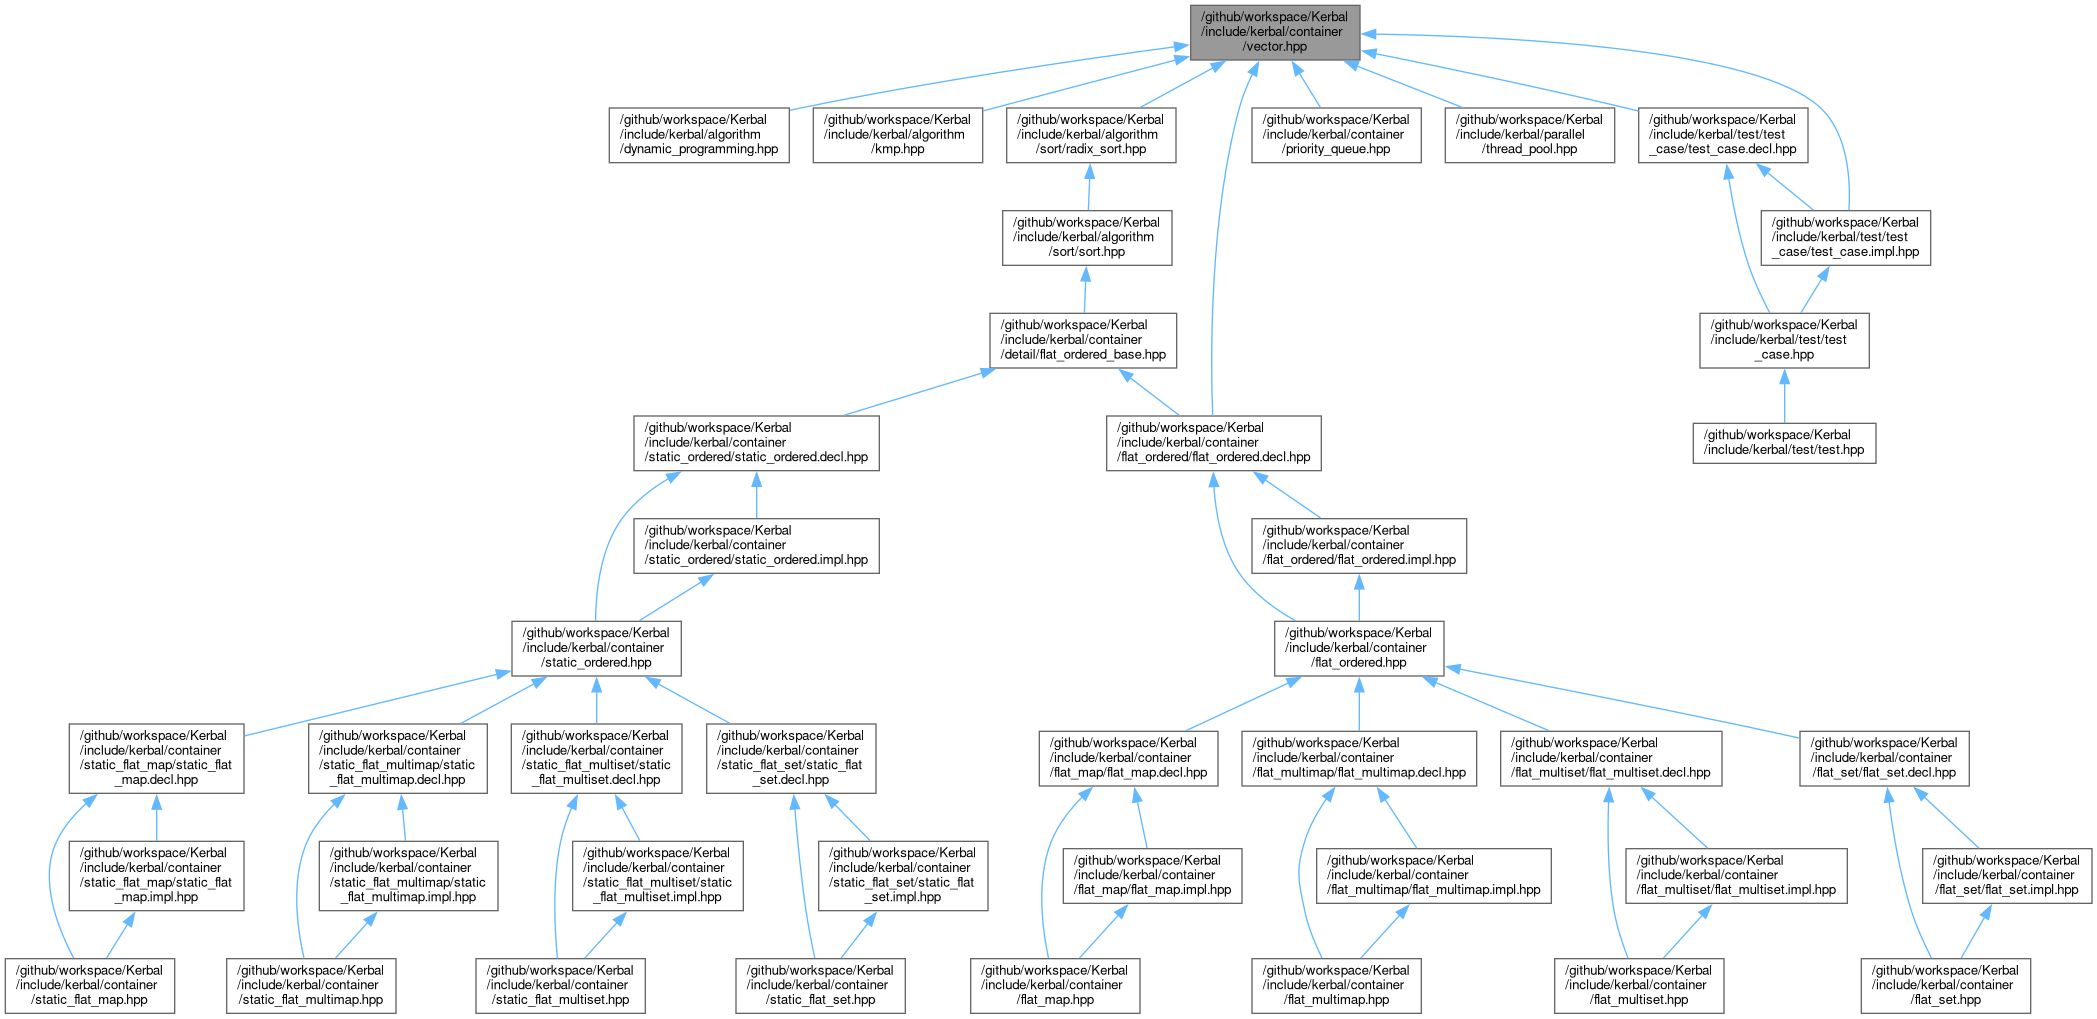 /github/workspace/Kerbal
/include/kerbal/container
/vector.hpp
/github/workspace/Kerbal
/include/kerbal/algorithm
/dynamic_programming.hpp
/github/workspace/Kerbal
/include/kerbal/algorithm
/kmp.hpp
/github/workspace/Kerbal
/include/kerbal/algorithm
/sort/radix_sort.hpp
/github/workspace/Kerbal
/include/kerbal/container
/priority_queue.hpp
/github/workspace/Kerbal
/include/kerbal/parallel
/thread_pool.hpp
/github/workspace/Kerbal
/include/kerbal/test/test
_case/test_case.decl.hpp
/github/workspace/Kerbal
/include/kerbal/algorithm
/sort/sort.hpp
/github/workspace/Kerbal
/include/kerbal/test/test
_case/test_case.impl.hpp
/github/workspace/Kerbal
/include/kerbal/container
/detail/flat_ordered_base.hpp
/github/workspace/Kerbal
/include/kerbal/test/test
_case.hpp
/github/workspace/Kerbal
/include/kerbal/container
/static_ordered/static_ordered.decl.hpp
/github/workspace/Kerbal
/include/kerbal/container
/flat_ordered/flat_ordered.decl.hpp
/github/workspace/Kerbal
/include/kerbal/test/test.hpp
/github/workspace/Kerbal
/include/kerbal/container
/static_ordered/static_ordered.impl.hpp
/github/workspace/Kerbal
/include/kerbal/container
/flat_ordered/flat_ordered.impl.hpp
/github/workspace/Kerbal
/include/kerbal/container
/static_ordered.hpp
/github/workspace/Kerbal
/include/kerbal/container
/flat_ordered.hpp
/github/workspace/Kerbal
/include/kerbal/container
/static_flat_map/static_flat
_map.decl.hpp
/github/workspace/Kerbal
/include/kerbal/container
/static_flat_multimap/static
_flat_multimap.decl.hpp
/github/workspace/Kerbal
/include/kerbal/container
/static_flat_multiset/static
_flat_multiset.decl.hpp
/github/workspace/Kerbal
/include/kerbal/container
/static_flat_set/static_flat
_set.decl.hpp
/github/workspace/Kerbal
/include/kerbal/container
/flat_map/flat_map.decl.hpp
/github/workspace/Kerbal
/include/kerbal/container
/flat_multimap/flat_multimap.decl.hpp
/github/workspace/Kerbal
/include/kerbal/container
/flat_multiset/flat_multiset.decl.hpp
/github/workspace/Kerbal
/include/kerbal/container
/flat_set/flat_set.decl.hpp
/github/workspace/Kerbal
/include/kerbal/container
/static_flat_map/static_flat
_map.impl.hpp
/github/workspace/Kerbal
/include/kerbal/container
/static_flat_multimap/static
_flat_multimap.impl.hpp
/github/workspace/Kerbal
/include/kerbal/container
/static_flat_multiset/static
_flat_multiset.impl.hpp
/github/workspace/Kerbal
/include/kerbal/container
/static_flat_set/static_flat
_set.impl.hpp
/github/workspace/Kerbal
/include/kerbal/container
/flat_map/flat_map.impl.hpp
/github/workspace/Kerbal
/include/kerbal/container
/flat_multimap/flat_multimap.impl.hpp
/github/workspace/Kerbal
/include/kerbal/container
/flat_multiset/flat_multiset.impl.hpp
/github/workspace/Kerbal
/include/kerbal/container
/flat_set/flat_set.impl.hpp
/github/workspace/Kerbal
/include/kerbal/container
/static_flat_map.hpp
/github/workspace/Kerbal
/include/kerbal/container
/static_flat_multimap.hpp
/github/workspace/Kerbal
/include/kerbal/container
/static_flat_multiset.hpp
/github/workspace/Kerbal
/include/kerbal/container
/static_flat_set.hpp
/github/workspace/Kerbal
/include/kerbal/container
/flat_map.hpp
/github/workspace/Kerbal
/include/kerbal/container
/flat_multimap.hpp
/github/workspace/Kerbal
/include/kerbal/container
/flat_multiset.hpp
/github/workspace/Kerbal
/include/kerbal/container
/flat_set.hpp